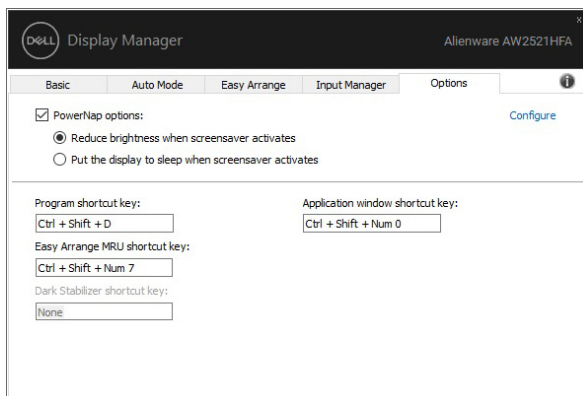 DELL Display Manager
Alienware AW2521HFA
x
Basic Auto Mode Easy Arrange Input Manager Options i
PowerNap options:
Configure
Reduce brightness when screensaver activates
Put the display to sleep when screensaver activates
Program shortcut key:
Application window shortcut key:
Ctrl + Shift + D
Ctrl + Shift + Num 0
Easy Arrange MRU shortcut key:
Ctrl + Shift + Num 7
Dark Stabilizer shortcut key:
None